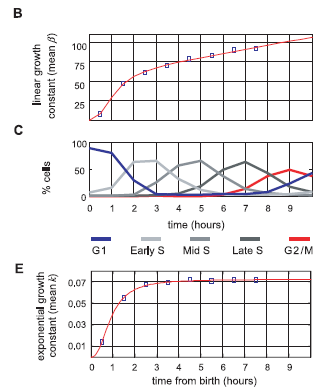 B
linear growth
constant (mean β)
100
75
50
25
0
C
% cells
100
50
0
0 1 2 3 4 5 6 7 8 9
time (hours)
G1 Early S Mid S Late S G2/M
E
exponential growth
constant (mean k)
0,07
0,05
0,03
0,01
0 1 2 3 4 5 6 7 8 9
time from birth (hours)